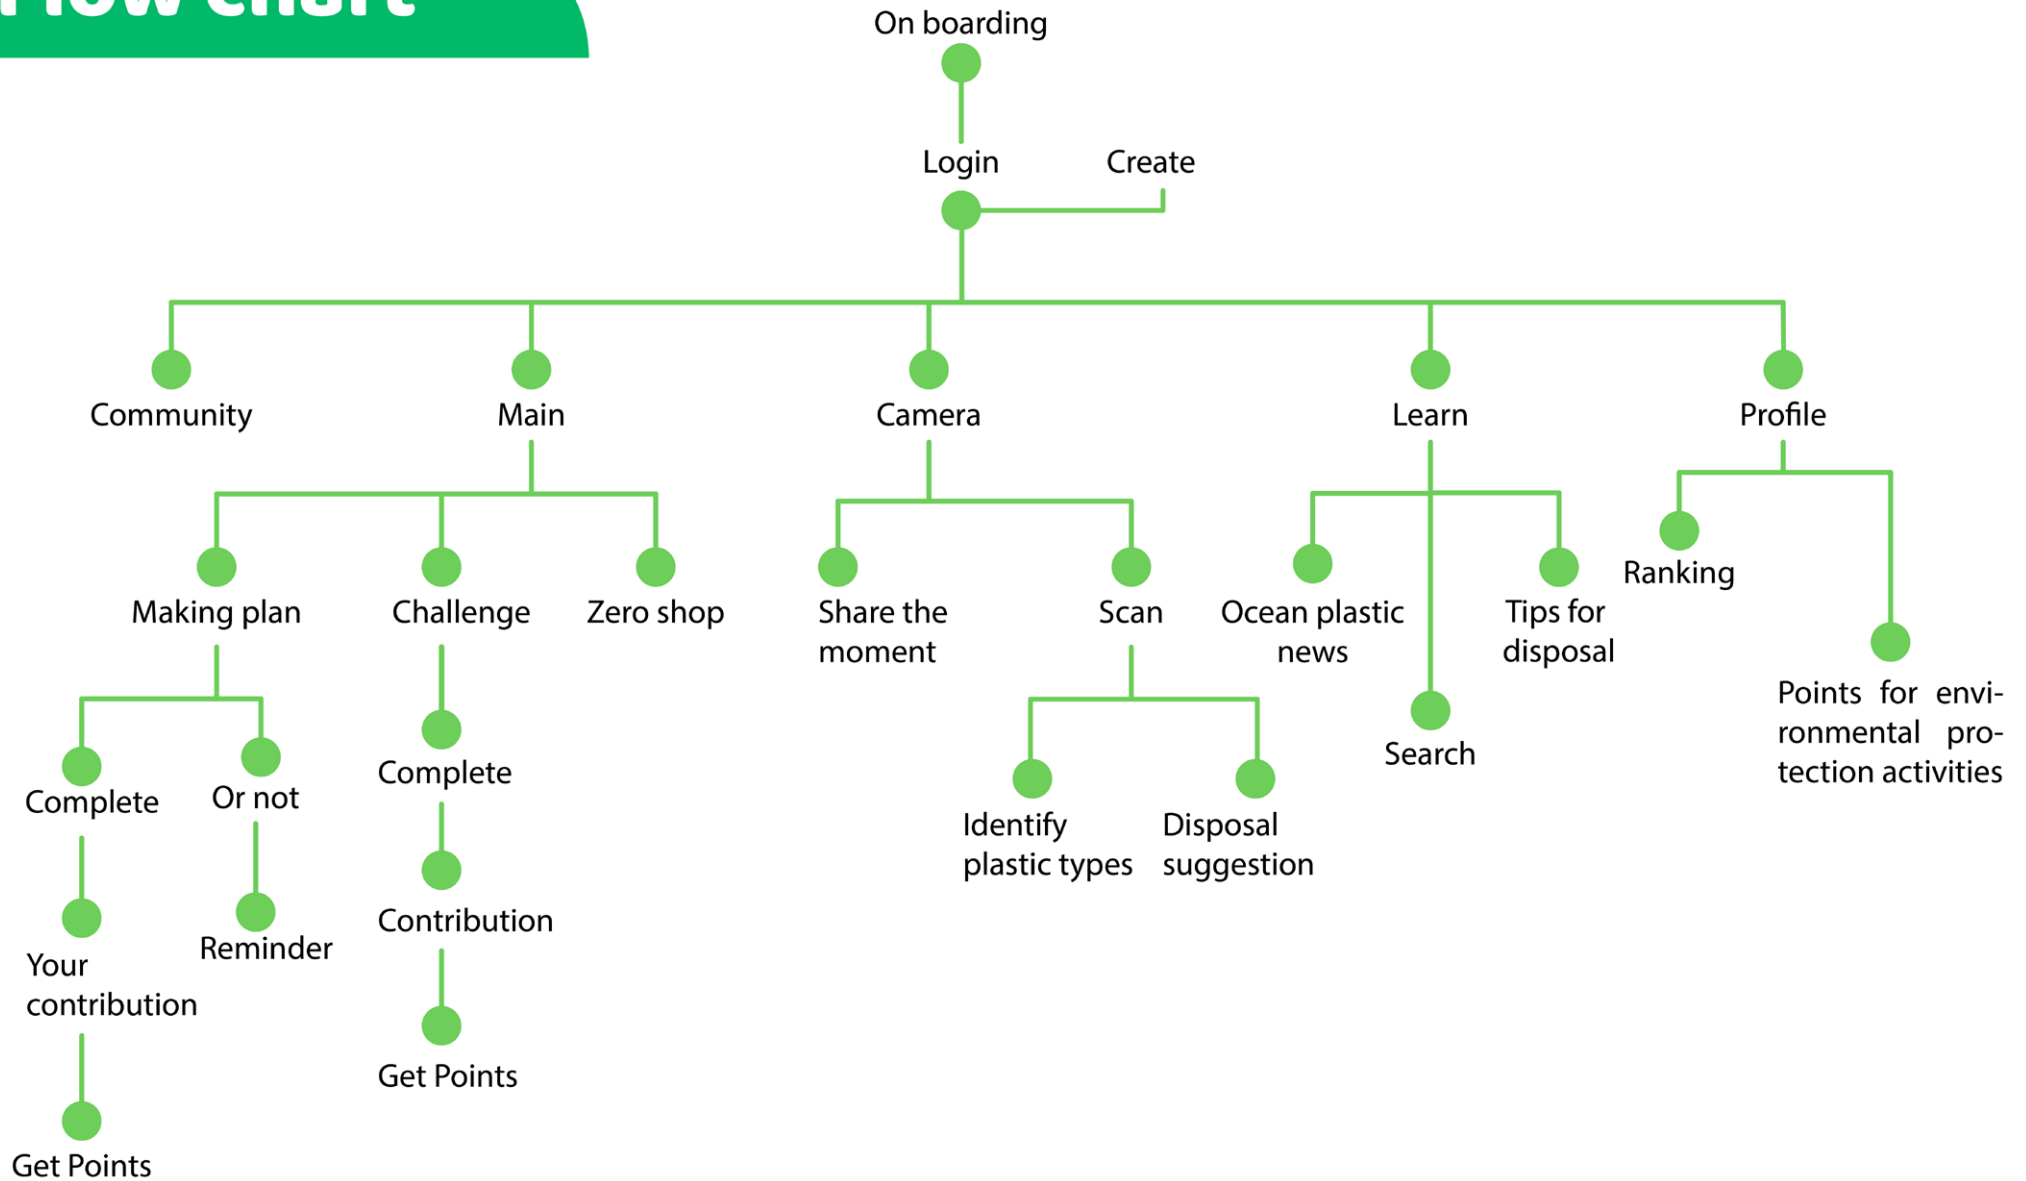 Flow chart
On boarding
Login
Create
Community
Main
Camera
Learn
Profile
Making plan
Challenge
Zero shop
Share the
moment
Scan
Ocean plastic
news
Tips for
disposal
Ranking
Search
Points for envi-
ronmental pro-
tection activities
Complete
Or not
Complete
Identify
plastic types
Disposal
suggestion
Your
contribution
Reminder
Contribution
Get Points
Get Points